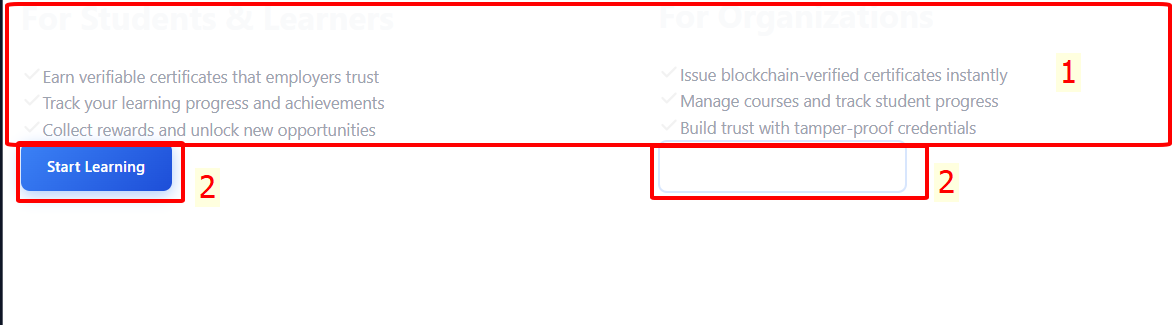 For Students & Learners
Earn verifiable certificates that employers trust
Track your learning progress and achievements
Collect rewards and unlock new opportunities
Start Learning
2
For Organizations
Issue blockchain-verified certificates instantly
Manage courses and track student progress
Build trust with tamper-proof credentials
1
2